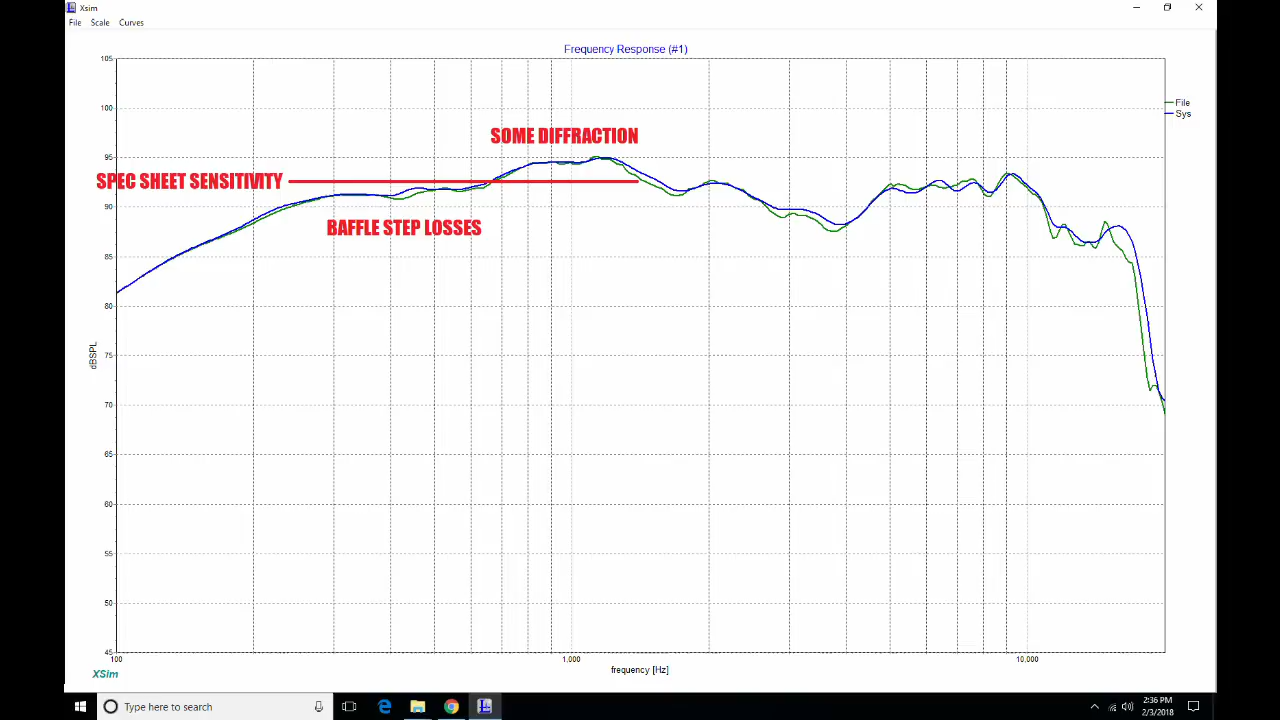 Xsim
File Scale Curves
Frequency Response (#1)
105
100
95
90
85
80
75
70
65
60
55
50
45
dBSPL
SOME DIFFRACTION
SPEC SHEET SENSITIVITY
BAFFLE STEP LOSSES
File
Sys
100 1,000 10,000
frequency [Hz]
XSim
Type here to search
2:36 PM
2/3/2018